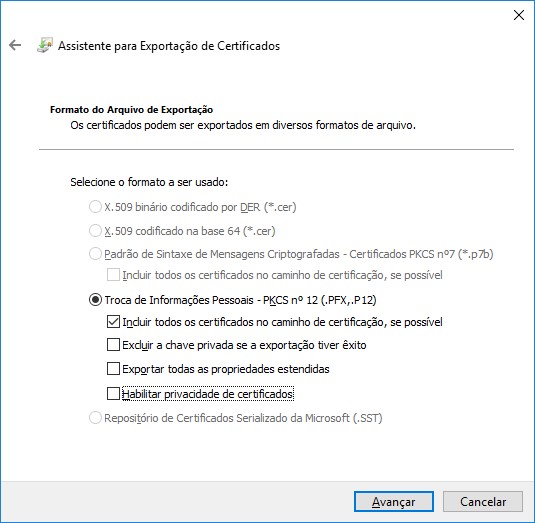 Assistente para Exportação de Certificados
Formato do Arquivo de Exportação
Os certificados podem ser exportados em diversos formatos de arquivo.
Selecione o formato a ser usado:
X.509 binário codificado por DER (*.cer)
X.509 codificado na base 64 (*.cer)
Padrão de Sintaxe de Mensagens Criptografadas - Certificados PKCS nº7 (*.p7b)
Incluir todos os certificados no caminho de certificação, se possível
Troca de Informações Pessoais - PKCS nº 12 (.PFX,.P12)
Incluir todos os certificados no caminho de certificação, se possível
Excluir a chave privada se a exportação tiver êxito
Exportar todas as propriedades estendidas
Habilitar privacidade de certificados
Repositório de Certificados Serializado da Microsoft (.SST)
Avançar
Cancelar